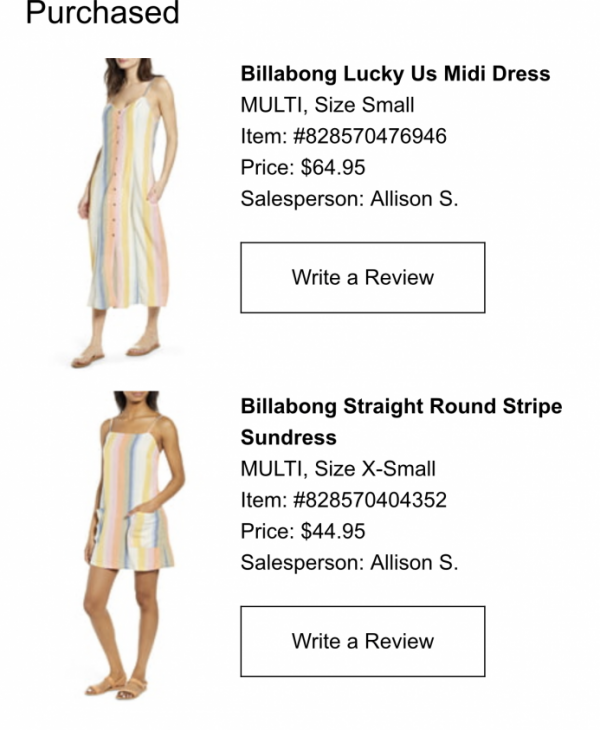 Purchased
Billabong Lucky Us Midi Dress
MULTI, Size Small
Item: #828570476946
Price: $64.95
Salesperson: Allison S.
Write a Review
Billabong Straight Round Stripe
Sundress
MULTI, Size X-Small
Item: #828570404352
Price: $44.95
Salesperson: Allison S.
Write a Review